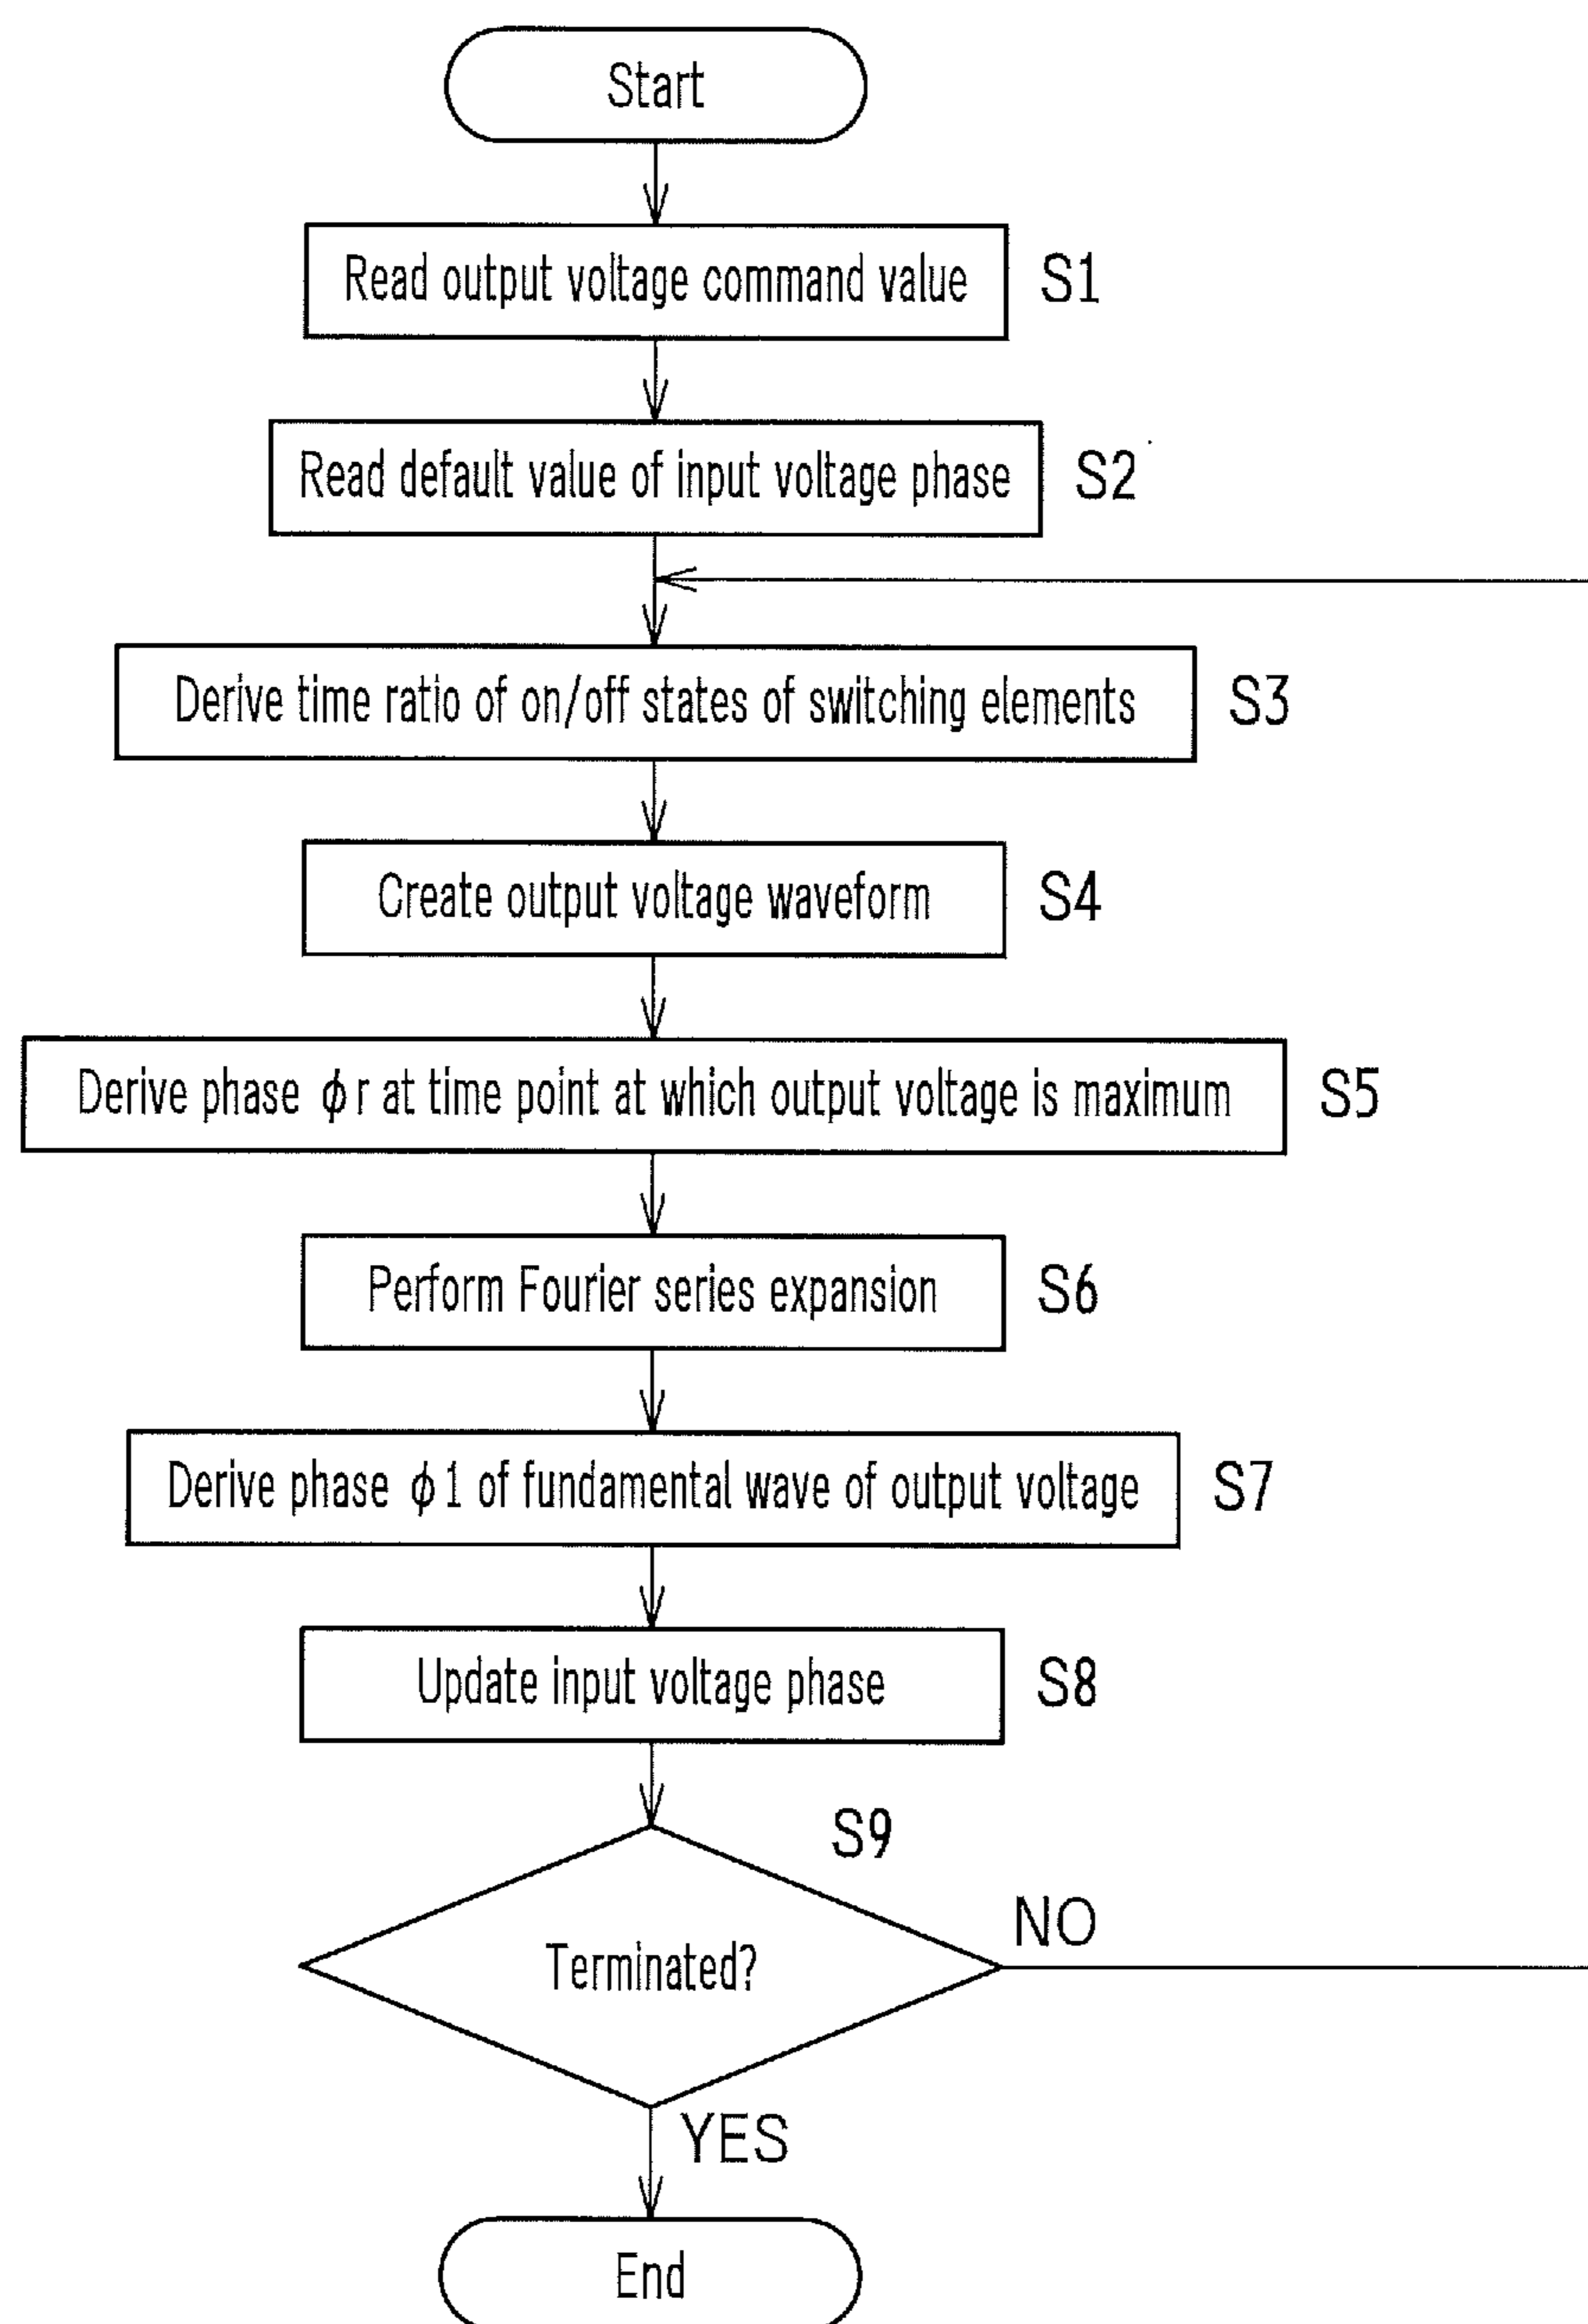 Start
Read output voltage command value S1
Read default value of input voltage phase S2
Derive time ratio of on/off states of switching elements S3
Create output voltage waveform S4
Derive phase ϕr at time point at which output voltage is maximum S5
Perform Fourier series expansion S6
Derive phase ϕ1 of fundamental wave of output voltage S7
Update input voltage phase S8
S9
NO
Terminated?
YES
End